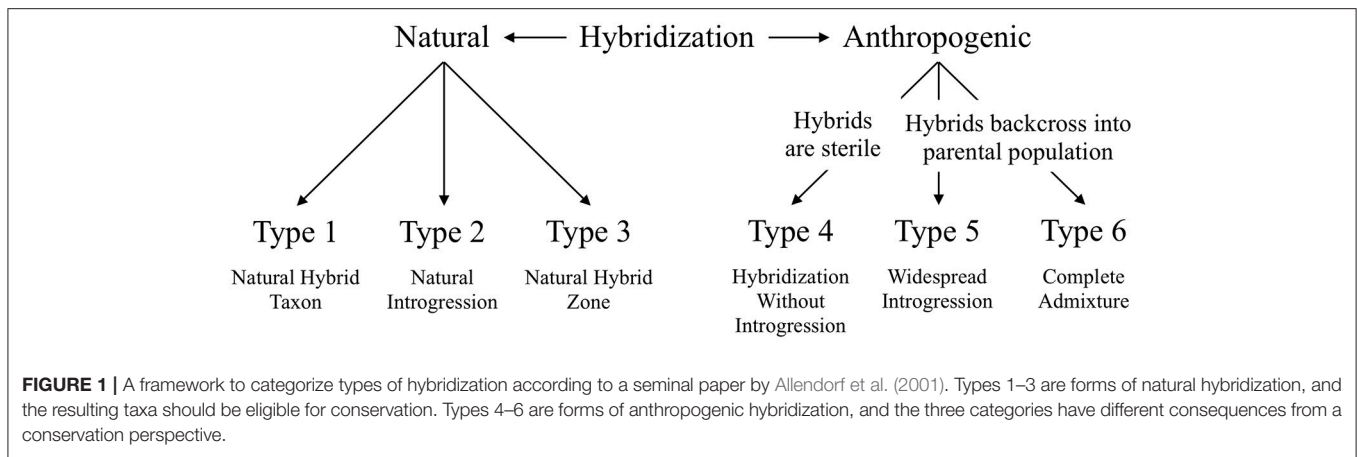 Natural Hybridization Anthropogenic
Hybrids
are sterile
Hybrids backcross into
parental population
Type 1
Natural Hybrid
Taxon
Type 2
Natural
Introgression
Type 3
Natural Hybrid
Zone
Type 4
Hybridization
Without
Introgression
Type 5
Widespread
Introgression
Type 6
Complete
Admixture
FIGURE 1 | A framework to categorize types of hybridization according to a seminal paper by Allendorf et al. (2001). Types 1–3 are forms of natural hybridization, and
the resulting taxa should be eligible for conservation. Types 4–6 are forms of anthropogenic hybridization, and the three categories have different consequences from a
conservation perspective.